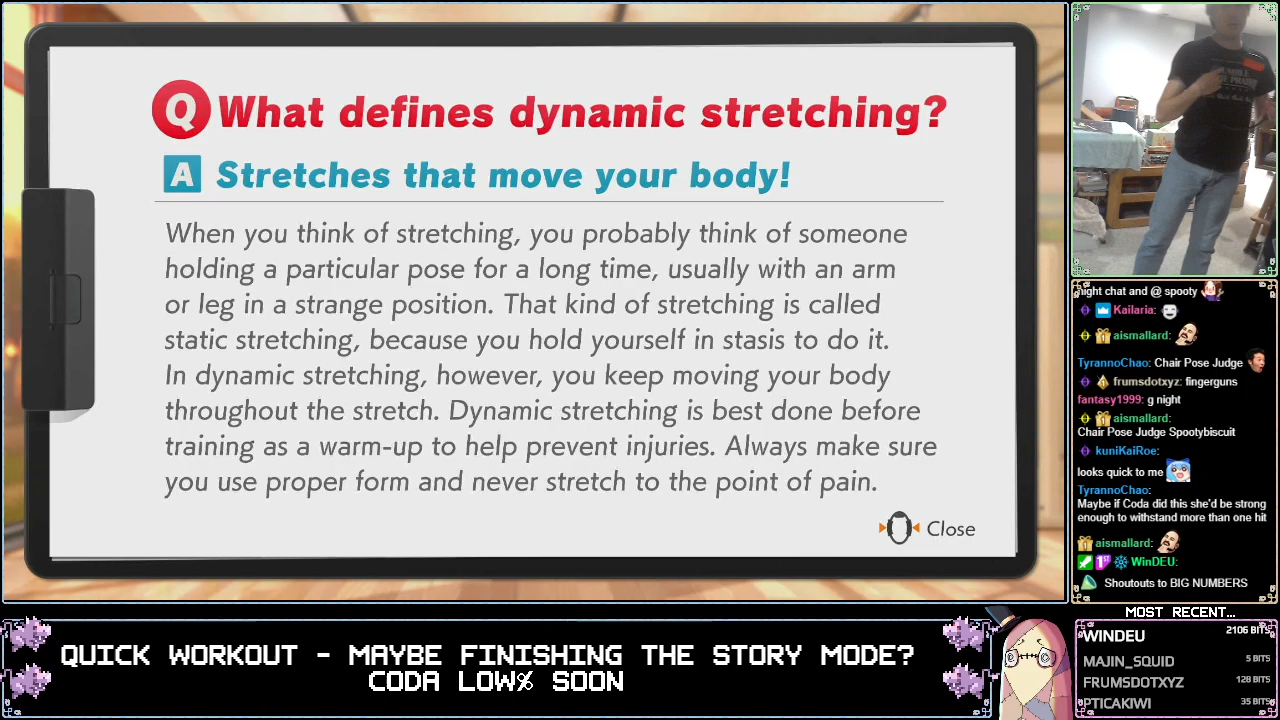 Q What defines dynamic stretching?
A Stretches that move your body!
When you think of stretching, you probably think of someone
holding a particular pose for a long time, usually with an arm
or leg in a strange position. That kind of stretching is called
static stretching, because you hold yourself in stasis to do it.
In dynamic stretching, however, you keep moving your body
throughout the stretch. Dynamic stretching is best done before
training as a warm-up to help prevent injuries. Always make sure
you use proper form and never stretch to the point of pain.
Close
night chat and @ spooty
Kailaria:
aismallard:
TyrannoChao: Chair Pose Judge
frumsdotxyz: fingerguns
fantasy1999: g night
aismallard:
Chair Pose Judge Spootybiscuit
kuniKaiRoe:
looks quick to me
TyrannoChao:
Maybe if Coda did this she'd be strong
enough to withstand more than one hit
aismallard:
WinDEU:
Shoutouts to BIG NUMBERS
MOST RECENT...
WINDEU 2106 BITS
MAJIN_SQUID 5 BITS
FRUMSDOTXYZ 128 BITS
PTICAKIWI 35 BITS
QUICK WORKOUT - MAYBE FINISHING THE STORY MODE?
CODA LOW% SOON